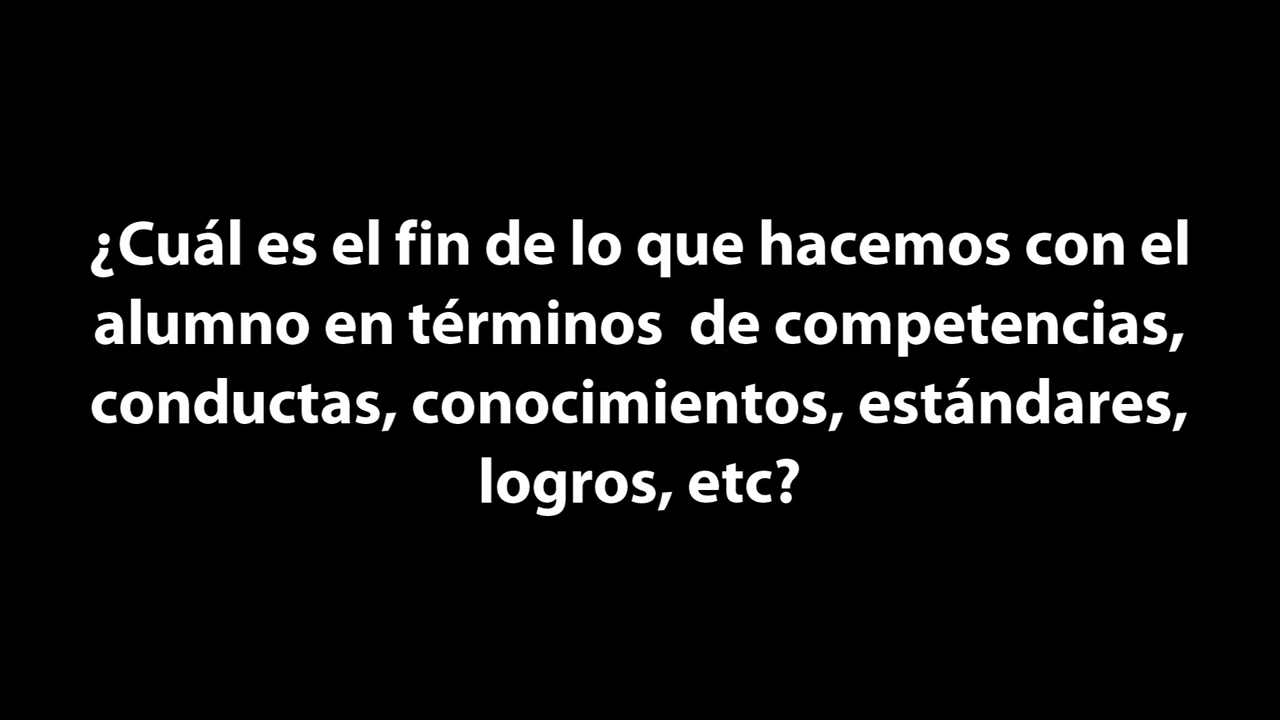 ¿Cuál es el fin de lo que hacemos con el
alumno en términos  de competencias,
conductas, conocimientos, estándares,
logros, etc?